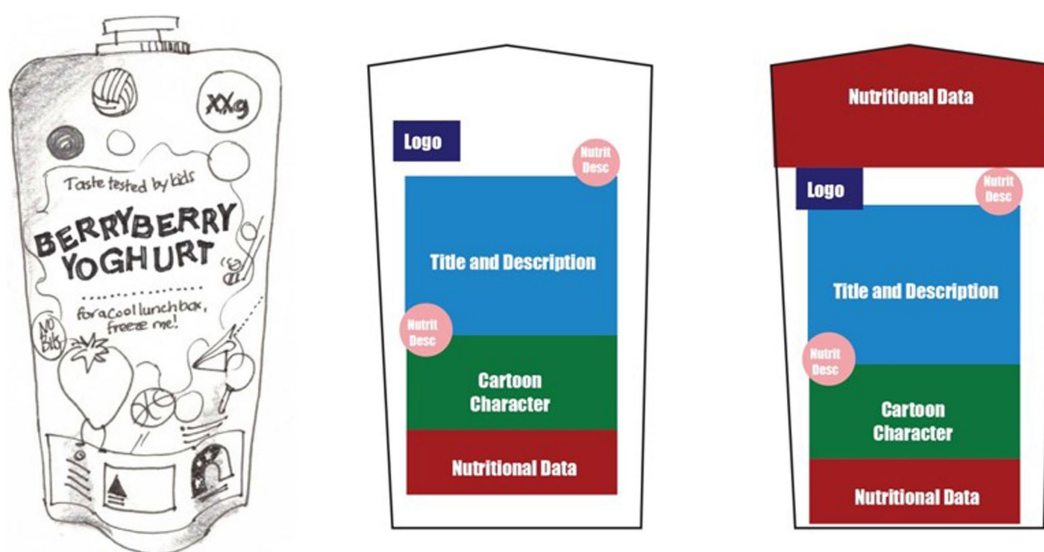 XXg
Taste tested by kids
BERRYBERRY
YOGHURT
for a cool lunch box,
freeze me!
NO
Bits
Logo
Nutrit
Desc
Title and Description
Nutrit
Desc
Cartoon
Character
Nutritional Data
Nutritional Data
Logo
Nutrit
Desc
Title and Description
Nutrit
Desc
Cartoon
Character
Nutritional Data